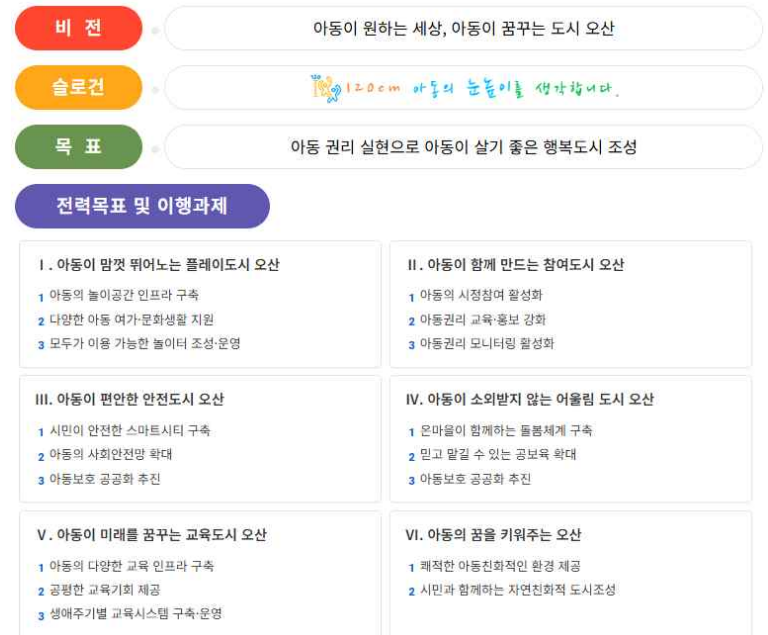 비 전
아동이 원하는 세상, 아동이 꿈꾸는 도시 오산
슬로건
120cm 아동의 눈높이를 생각합니다.
목 표
아동 권리 실현으로 아동이 살기 좋은 행복도시 조성
전력목표 및 이행과제
Ⅰ. 아동이 맘껏 뛰어노는 플레이도시 오산
1 아동의 놀이공간 인프라 구축
2 다양한 아동 여가·문화생활 지원
3 모두가 이용 가능한 놀이터 조성·운영
Ⅱ. 아동이 함께 만드는 참여도시 오산
1 아동의 시정참여 활성화
2 아동권리 교육·홍보 강화
3 아동권리 모니터링 활성화
Ⅲ. 아동이 편안한 안전도시 오산
1 시민이 안전한 스마트시티 구축
2 아동의 사회안전망 확대
3 아동보호 공공화 추진
Ⅳ. 아동이 소외받지 않는 어울림 도시 오산
1 온마을이 함께하는 돌봄체계 구축
2 믿고 맡길 수 있는 공보육 확대
3 아동보호 공공화 추진
Ⅴ. 아동이 미래를 꿈꾸는 교육도시 오산
1 아동의 다양한 교육 인프라 구축
2 공평한 교육기회 제공
3 생애주기별 교육시스템 구축·운영
Ⅵ. 아동의 꿈을 키워주는 오산
1 쾌적한 아동친화적인 환경 제공
2 시민과 함께하는 자연친화적 도시조성